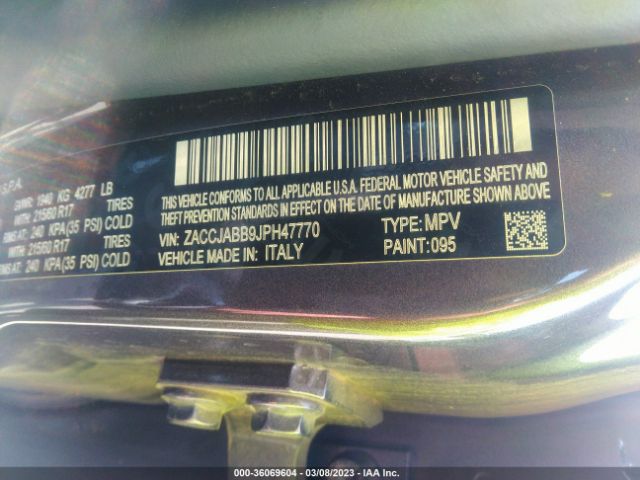 S.P.A.
GVWR: 1940 KG 4277 LB
WITH: 215/60 R17 TIRES
RIMS AT: 240 KPA(35 PSI) COLD
WITH: 215/60 R17 TIRES
RIMS AT: 240 KPA(35 PSI) COLD
THIS VEHICLE CONFORMS TO ALL APPLICABLE U.S.A. FEDERAL MOTOR VEHICLE SAFETY AND
THEFT PREVENTION STANDARDS IN EFFECT ON THE DATE OF MANUFACTURE SHOWN ABOVE.
VIN: ZACCJABB9JPH47770 TYPE: MPV
VEHICLE MADE IN: ITALY PAINT: 095
000-36069604 - 03/08/2023 - IAA Inc.